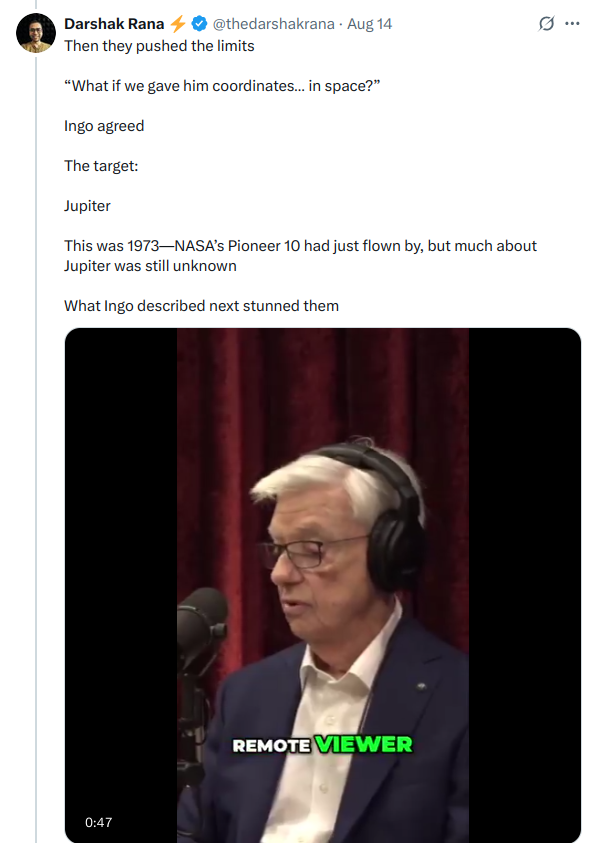 Darshak Rana ⚡ @thedarshakrana · Aug 14
Then they pushed the limits
“What if we gave him coordinates... in space?”
Ingo agreed
The target:
Jupiter
This was 1973—NASA’s Pioneer 10 had just flown by, but much about
Jupiter was still unknown
What Ingo described next stunned them
REMOTE VIEWER
0:47